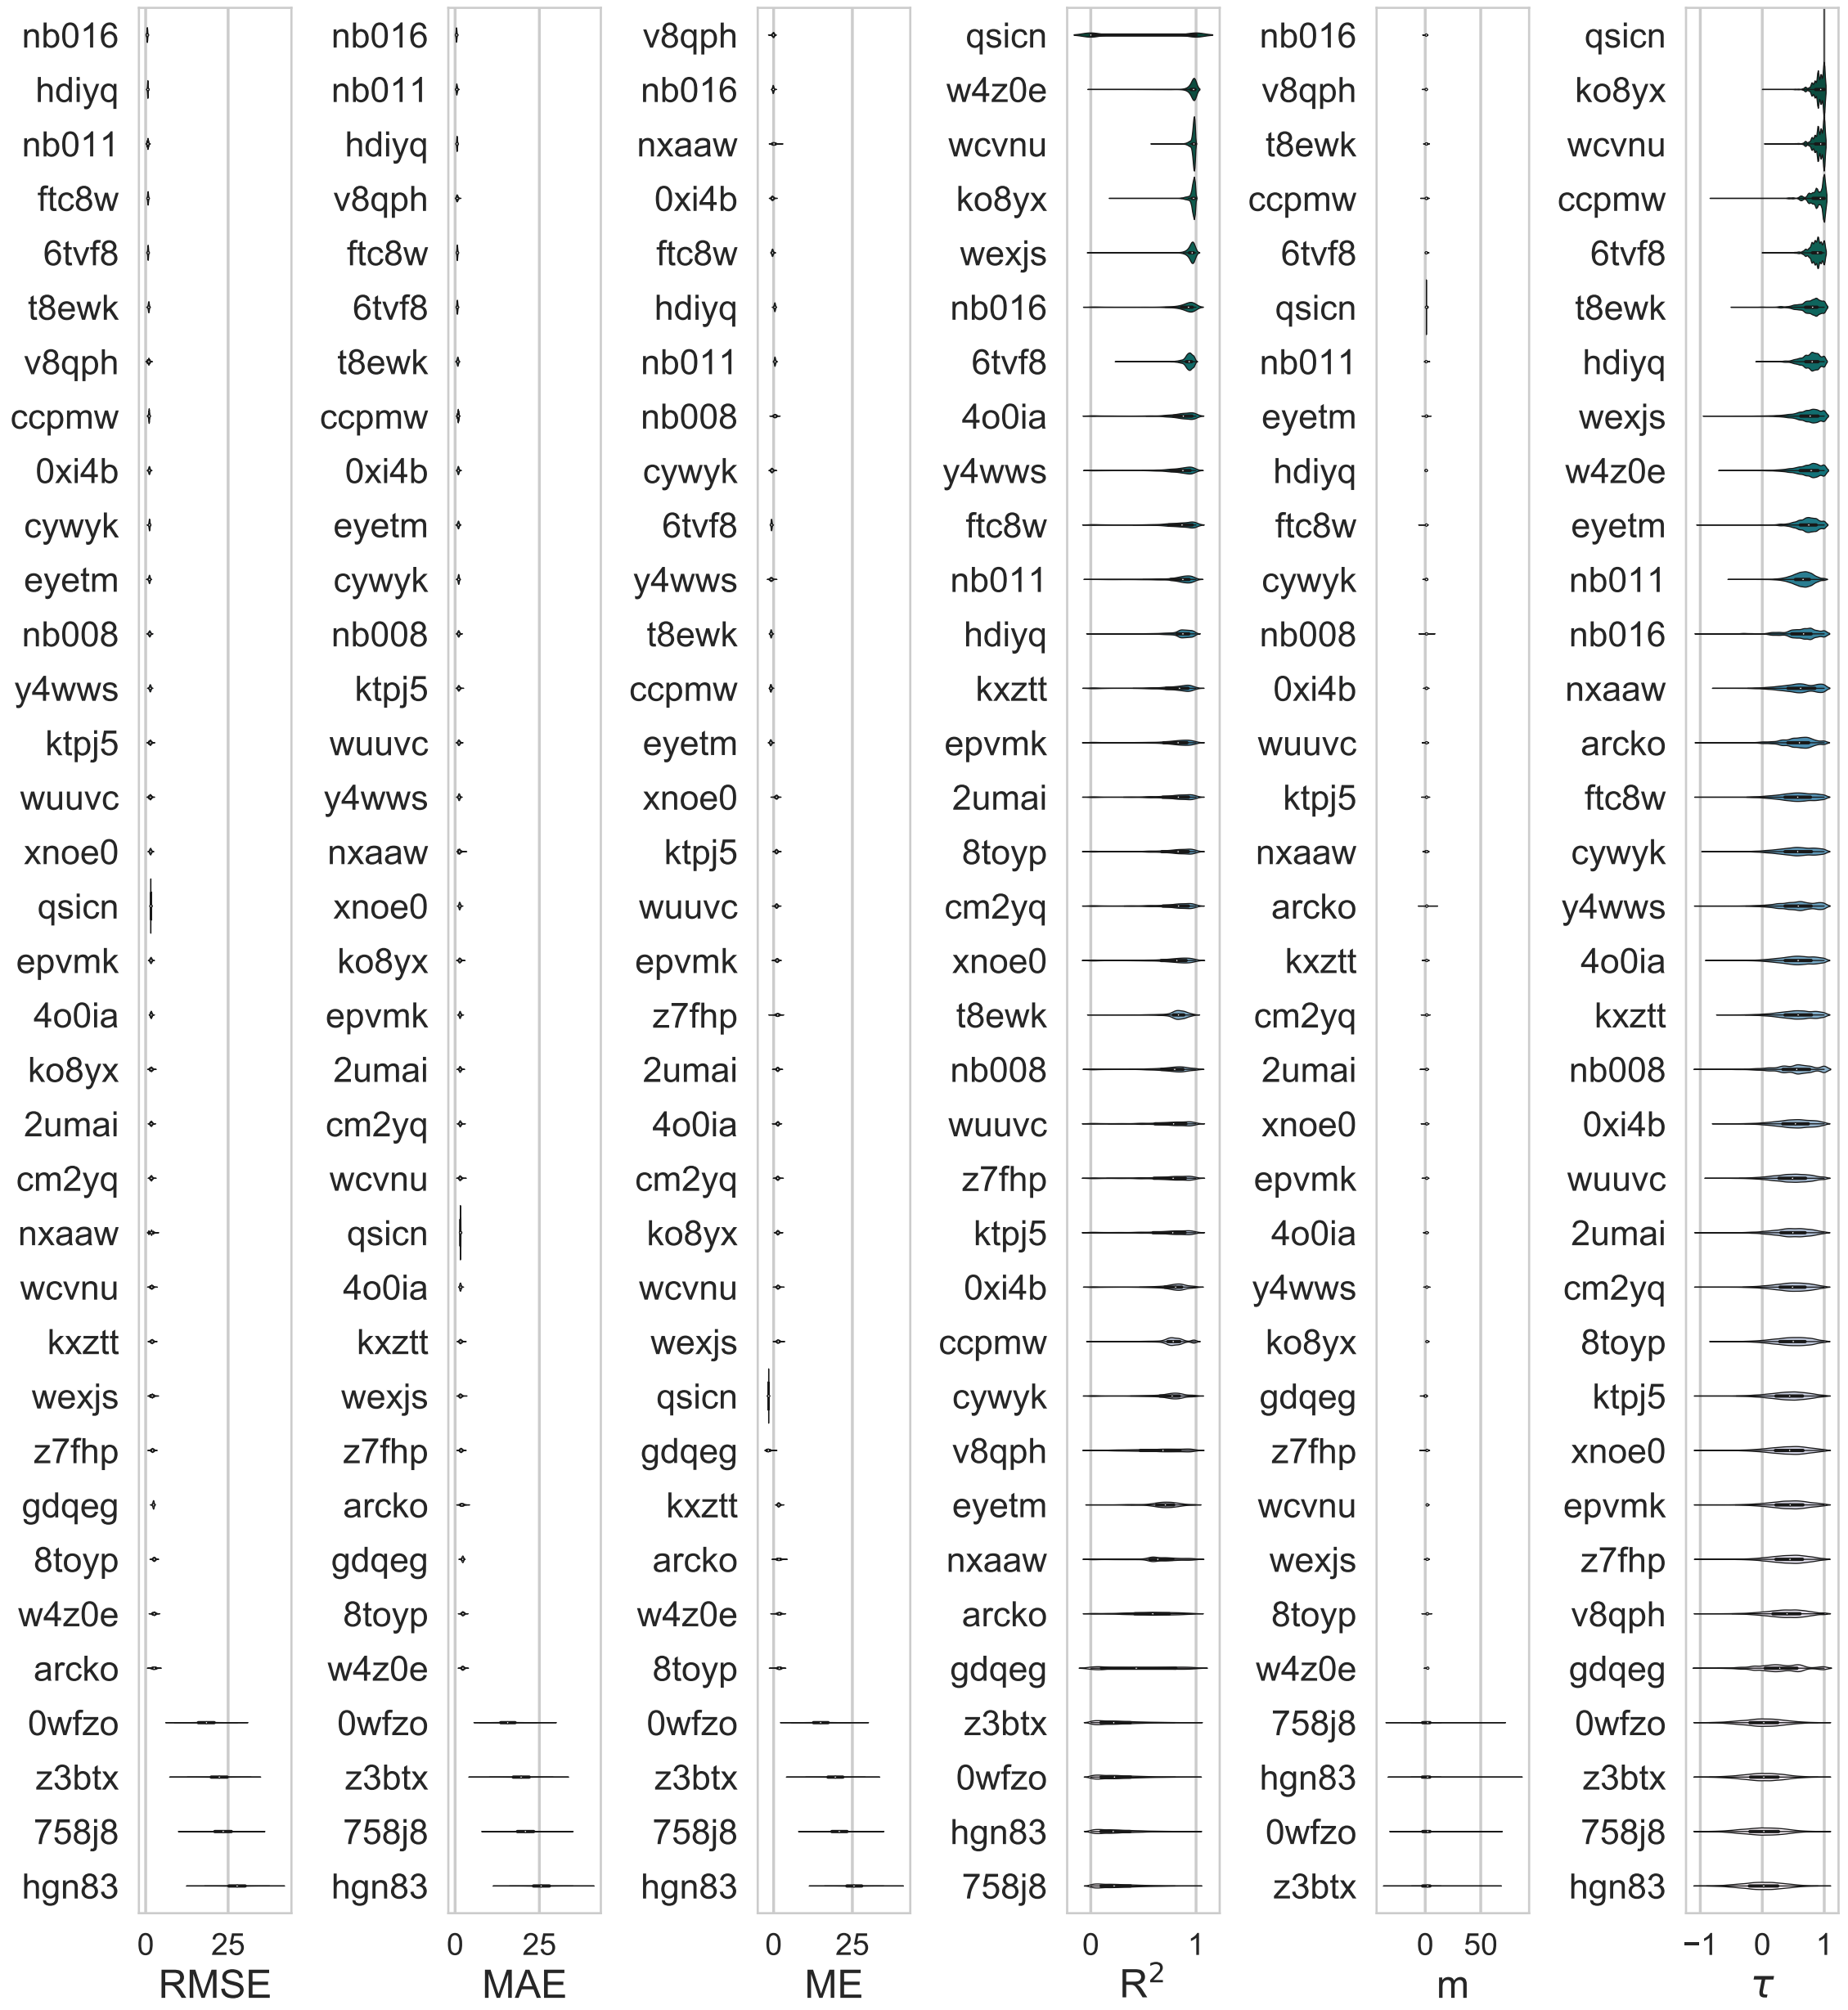 nb016 nb016 v8qph qsicn nb016 qsicn
hdiyq nb011 nb016 w4z0e v8qph ko8yx
nb011 hdiyq nxaaw wcvnu t8ewk wcvnu
ftc8w v8qph 0xi4b ko8yx ccpmw ccpmw
6tvf8 ftc8w ftc8w wexjs 6tvf8 6tvf8
t8ewk 6tvf8 hdiyq nb016 qsicn t8ewk
v8qph t8ewk nb011 6tvf8 nb011 hdiyq
ccpmw ccpmw nb008 4o0ia eyetm wexjs
0xi4b 0xi4b cywyk y4wws hdiyq w4z0e
cywyk eyetm 6tvf8 ftc8w ftc8w eyetm
eyetm cywyk y4wws nb011 cywyk nb011
nb008 nb008 t8ewk hdiyq nb008 nb016
y4wws ktpj5 ccpmw kxztt 0xi4b nxaaw
ktpj5 wuuvc eyetm epvmk wuuvc arcko
wuuvc y4wws xnoe0 2umai ktpj5 ftc8w
xnoe0 nxaaw ktpj5 8toyp nxaaw cywyk
qsicn xnoe0 wuuvc cm2yq arcko y4wws
epvmk ko8yx epvmk xnoe0 kxztt 4o0ia
4o0ia epvmk z7fhp t8ewk cm2yq kxztt
ko8yx 2umai 2umai nb008 2umai nb008
2umai cm2yq 4o0ia wuuvc xnoe0 0xi4b
cm2yq wcvnu cm2yq z7fhp epvmk wuuvc
nxaaw qsicn ko8yx ktpj5 4o0ia 2umai
wcvnu 4o0ia wcvnu 0xi4b y4wws cm2yq
kxztt kxztt wexjs ccpmw ko8yx 8toyp
wexjs wexjs qsicn cywyk gdqeg ktpj5
z7fhp z7fhp gdqeg v8qph z7fhp xnoe0
gdqeg arcko kxztt eyetm wcvnu epvmk
8toyp gdqeg arcko nxaaw wexjs z7fhp
w4z0e 8toyp w4z0e arcko 8toyp v8qph
arcko w4z0e 8toyp gdqeg w4z0e gdqeg
0wfzo 0wfzo 0wfzo z3btx 758j8 0wfzo
z3btx z3btx z3btx 0wfzo hgn83 z3btx
758j8 758j8 758j8 hgn83 0wfzo 758j8
hgn83 hgn83 hgn83 758j8 z3btx hgn83
0 25 0 25 0 25 0 1 0 50 −1 0 1
RMSE MAE ME R² m τ